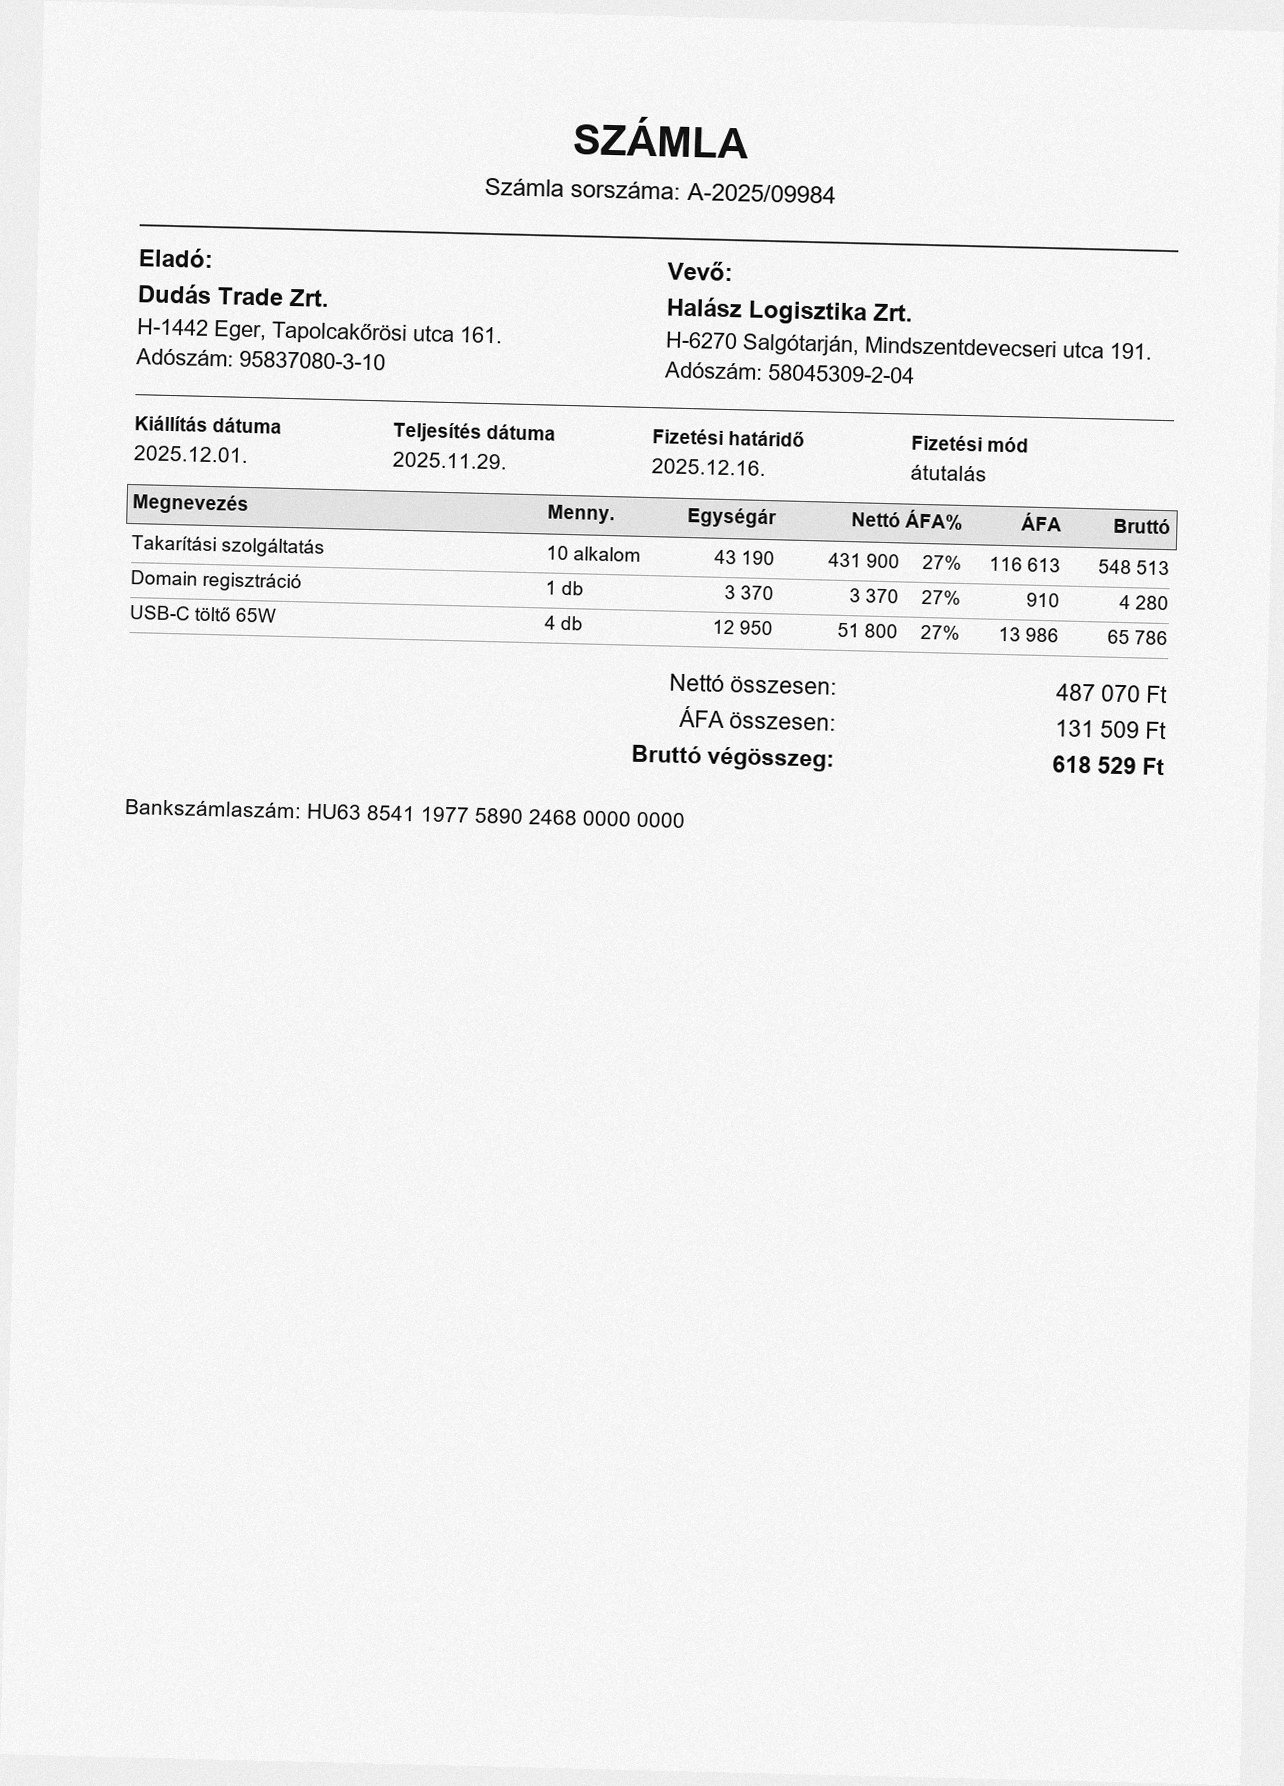 SZÁMLA
Számla sorszáma: A-2025/09984
Eladó:
Dudás Trade Zrt.
H-1442 Eger, Tapolcakőrösi utca 161.
Adószám: 95837080-3-10
Vevő:
Halász Logisztika Zrt.
H-6270 Salgótarján, Mindszentdevecseri utca 191.
Adószám: 58045309-2-04
Kiállítás dátuma Teljesítés dátuma Fizetési határidő Fizetési mód
2025.12.01. 2025.11.29. 2025.12.16. átutalás
Megnevezés Menny. Egységár Nettó ÁFA% ÁFA Bruttó
Takarítási szolgáltatás 10 alkalom 43 190 431 900 27% 116 613 548 513
Domain regisztráció 1 db 3 370 3 370 27% 910 4 280
USB-C töltő 65W 4 db 12 950 51 800 27% 13 986 65 786
Nettó összesen: 487 070 Ft
ÁFA összesen: 131 509 Ft
Bruttó végösszeg: 618 529 Ft
Bankszámlaszám: HU63 8541 1977 5890 2468 0000 0000